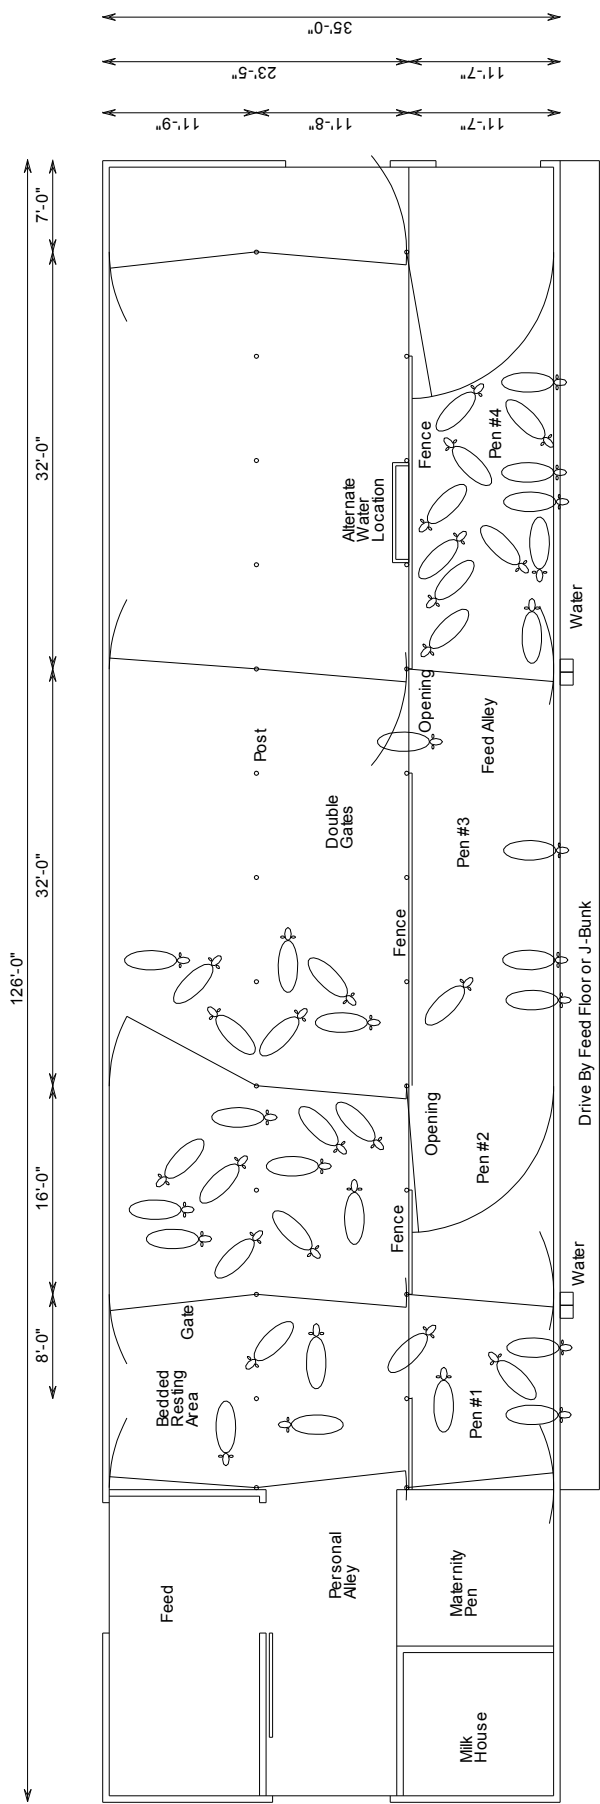 35'-0"
23'-5"
11'-7"
11'-9"
11'-8"
11'-7"
126'-0"
7'-0"
32'-0"
32'-0"
16'-0"
8'-0"
Fence
Pen #4
Alternate
Water
Location
Water
Opening
Feed Alley
Post
Double
Gates
Pen #3
Fence
Drive By Feed Floor or J-Bunk
Opening
Pen #2
Fence
Water
Gate
Bedded
Resting
Area
Pen #1
Feed
Personal
Alley
Maternity
Pen
Milk
House